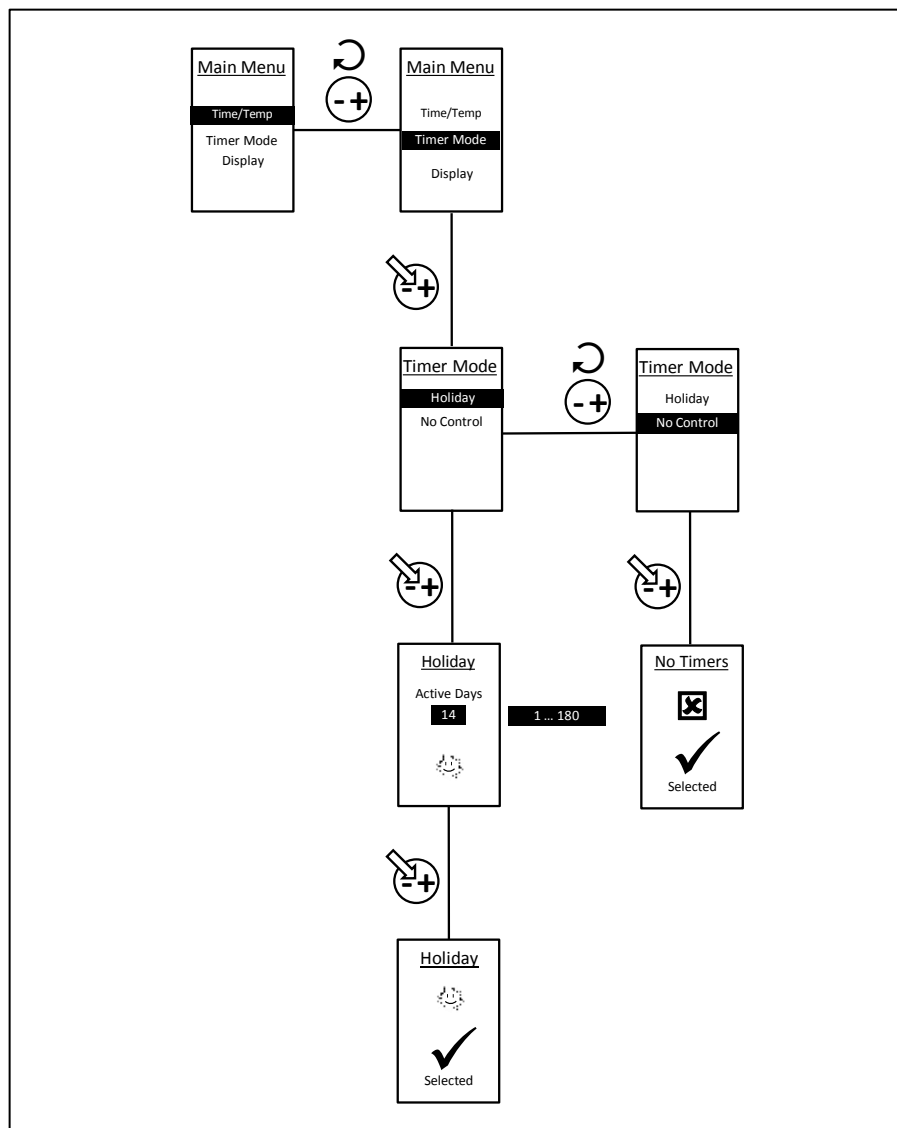 Main Menu
Time/Temp
Timer Mode
Display
- +
Main Menu
Time/Temp
Timer Mode
Display
- +
Timer Mode
Holiday
No Control
- +
Timer Mode
Holiday
No Control
- +
- +
Holiday
Active Days
14
1 ... 180
No Timers
Selected
- +
Holiday
Selected